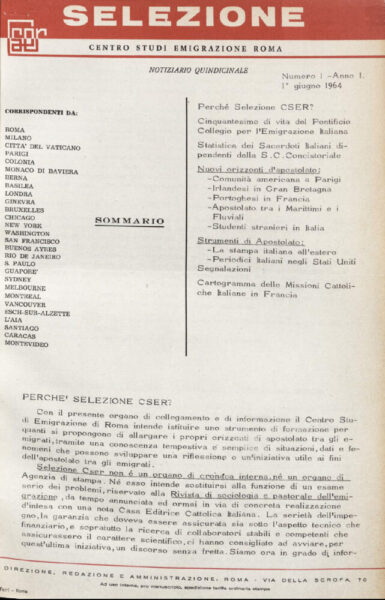 SELEZIONE
CENTRO STUDI EMIGRAZIONE ROMA
NOTIZIARIO QUINDICINALE
Numero 1 -Anno I.
1° giugno 1964
CORRISPONDENTI DA:
ROMA
MILANO
CITTA' DEL VATICANO
PARIGI
COLONIA
MONACO DI BAVIERA
BERNA
BASILEA
LONDRA
GINEVRA
BRUXELLES
CHICAGO
NEW YORK
WASHINGTON
SAN FRANCISCO
BUENOS AYRES
RIO DE JANEIRO
S. PAULO
GUAPORE'
SYDNEY
MELBOURNE
MONTREAL
VANCOUVER
ESCH-SUR-ALZETTE
L'AIA
SANTIAGO
CARACAS
MONTEVIDEO
SOMMARIO
Perché Selezione CSER?
Cinquantesimo di vita del Pontificio
Collegio per l'Emigrazione Italiana
Statistica dei Sacerdoti Italiani di-
pendenti della S.C.Concistoriale
Nuovi orizzonti d'apostolato:
-Comunità americana a Parigi
-Irlandesi in Gran Bretagna
-Portoghesi in Francia
-Apostolato tra i Marittimi e i
Fluviali
-Studenti stranieri in Italia
Strumenti di Apostolato:
-La stampa italiana all'estero
-Periodici italiani negli Stati Uniti
Segnalazioni
Cartogramma delle Missioni Cattoli-
che Italiane in Francia
PERCHE' SELEZIONE CSER?
Con il presente organo di collegamento e di informazione il Centro Stu-
di Emigrazione di Roma intende istituire uno strumento di formazione per
quanti si propongono di allargare i propri orizzonti di apostolato tra gli e-
migrati, tramite una conoscenza tempestiva e semplice di situazioni, dati e fe-
nomeni che possono sviluppare una riflessione o un'iniziativa utile ai fini
dell'apostolato tra gli emigrati.
Selezione Cser non è un organo di cronaca interna, né un organo di
Agenzia di stampa. Né esso intende sostituirsi alla funzione di un esame
serio dei problemi, riservato alla Rivista di sociologia e pastorale dell'emi-
grazione, da tempo annunciata ed ormai in via di concreta realizzazione
d'intesa con una nota Casa Editrice Cattolica Italiana. La serietà dell'impe-
gno, la garanzia che doveva essere assicurata sia sotto l'aspetto tecnico che
finanziario, e sopratutto la ricerca di collaboratori stabili e competenti che
assicurassero il carattere scientifico, ci hanno consigliato ad avviare, per
quest'ultima iniziativa, un discorso senza fretta. Siamo ora in grado di infor-
DIREZIONE, REDAZIONE E AMMINISTRAZIONE: ROMA - VIA DELLA SCROFA, 70
Ad uso interno, pro manoscritto, spedizione tariffa ordinaria stampe